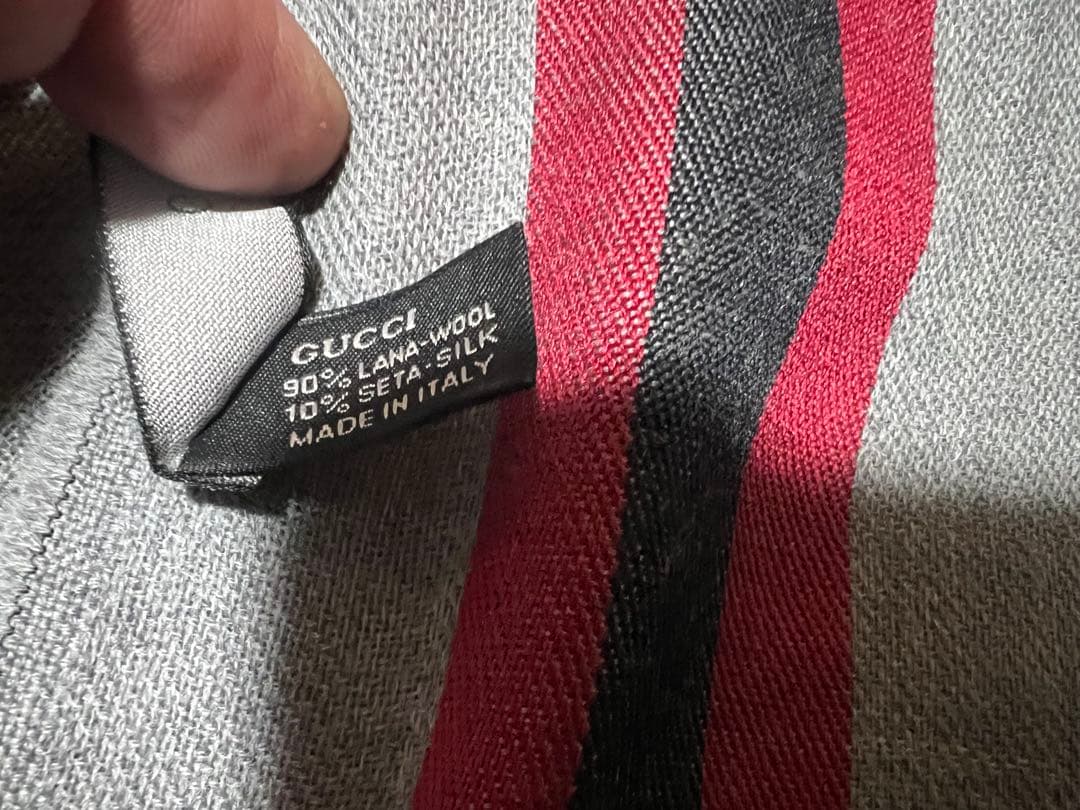 GUCCI
90% LANA-WOOL
10% SETA-SILK
MADE IN ITALY